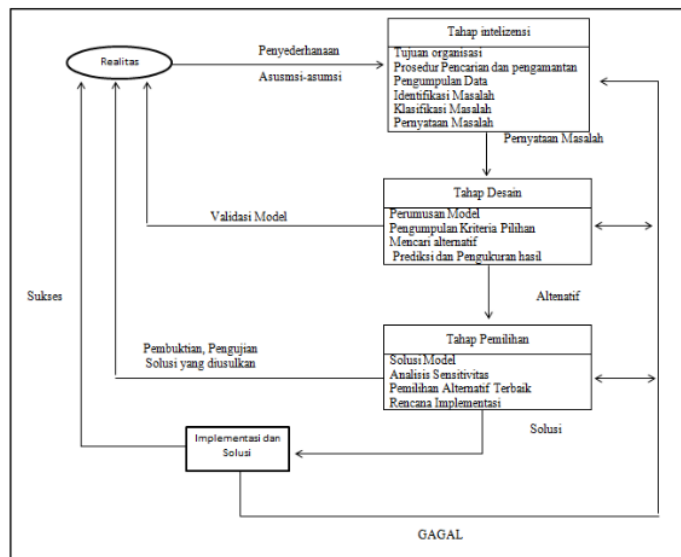 Tahap intelizensi
Realitas
Penyederhanaan
Asusmsi-asumsi
Tujuan organisasi
Prosedur Pencarian dan pengamantan
Pengumpulan Data
Identifikasi Masalah
Klasifikasi Masalah
Pernyataan Masalah
Pernyataan Masalah
Tahap Desain
Validasi Model
Perumusan Model
Pengumpulan Kriteria Pilihan
Mencari alternatif
Prediksi dan Pengukuran hasil
Sukses
Altenatif
Tahap Pemilihan
Pembuktian, Pengujian
Solusi yang diusulkan
Solusi Model
Analisis Sensitivitas
Pemilihan Alternatif Terbaik
Rencana Implementasi
Solusi
Implementasi dan
Solusi
GAGAL